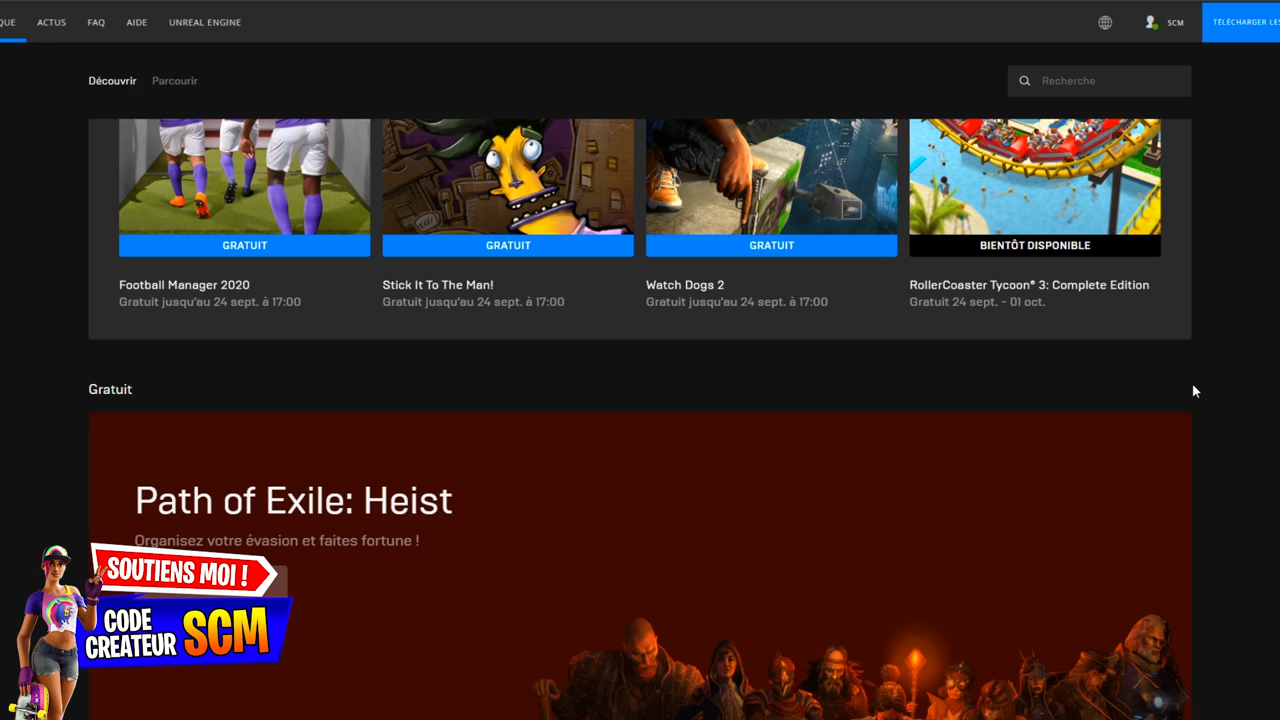 QUE
ACTUS
FAQ
AIDE
UNREAL ENGINE
SCM
TÉLÉCHARGER LES
Découvrir
Parcourir
Recherche
GRATUIT
GRATUIT
GRATUIT
BIENTÔT DISPONIBLE
Football Manager 2020
Gratuit jusqu'au 24 sept. à 17:00
Stick It To The Man!
Gratuit jusqu'au 24 sept. à 17:00
Watch Dogs 2
Gratuit jusqu'au 24 sept. à 17:00
RollerCoaster Tycoon® 3: Complete Edition
Gratuit 24 sept. - 01 oct.
Gratuit
Path of Exile: Heist
Organisez votre évasion et faites fortune !
SOUTIENS MOI !
CODE
CREATEUR SCM